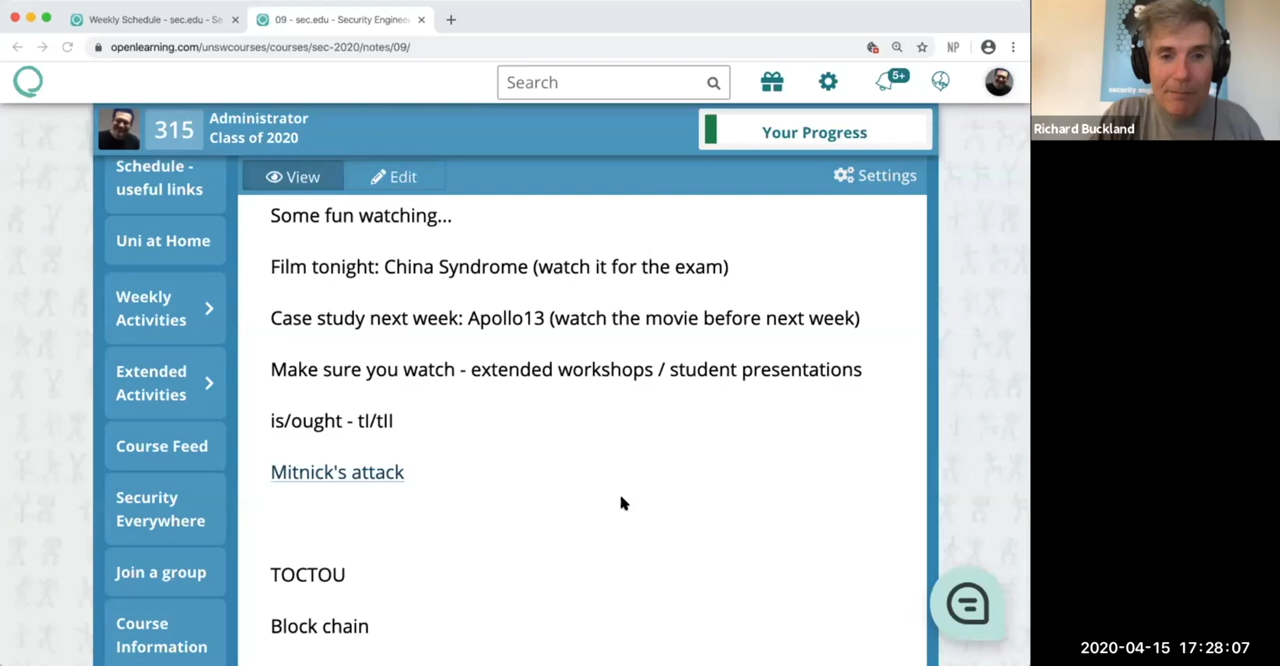 Weekly Schedule - sec.edu - Se
09 - sec.edu - Security Enginee
openlearning.com/unswcourses/courses/sec-2020/notes/09/
NP
Search
5+
315
Administrator
Class of 2020
Your Progress
Schedule -
useful links
Uni at Home
Weekly
Activities
Extended
Activities
Course Feed
Security
Everywhere
Join a group
Course
Information
View
Edit
Settings
Some fun watching...
Film tonight: China Syndrome (watch it for the exam)
Case study next week: Apollo13 (watch the movie before next week)
Make sure you watch - extended workshops / student presentations
is/ought - tl/tll
Mitnick's attack
TOCTOU
Block chain
Richard Buckland
2020-04-15 17:28:07